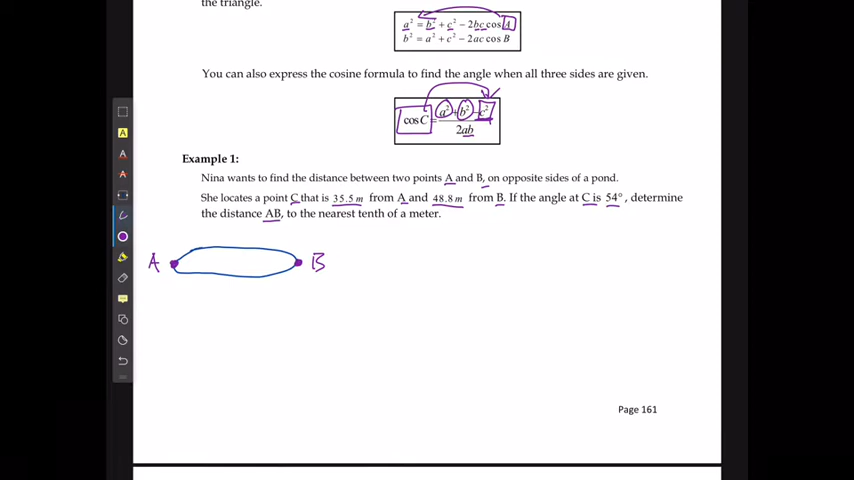 the triangle.
a² = b² + c² − 2bc cos A
b² = a² + c² − 2ac cos B
You can also express the cosine formula to find the angle when all three sides are given.
cos C = a² + b² − c² / 2ab
Example 1:
Nina wants to find the distance between two points A and B, on opposite sides of a pond.
She locates a point C that is 35.5 m from A and 48.8 m from B. If the angle at C is 54°, determine
the distance AB, to the nearest tenth of a meter.
A B
Page 161